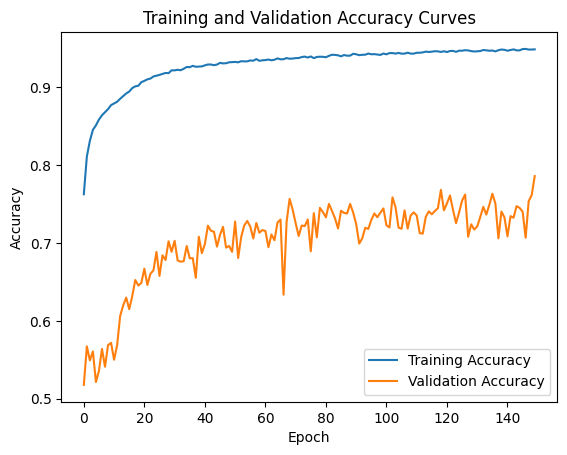 Training and Validation Accuracy Curves
Accuracy
0.9
0.8
0.7
0.6
0.5
Training Accuracy
Validation Accuracy
0 20 40 60 80 100 120 140
Epoch